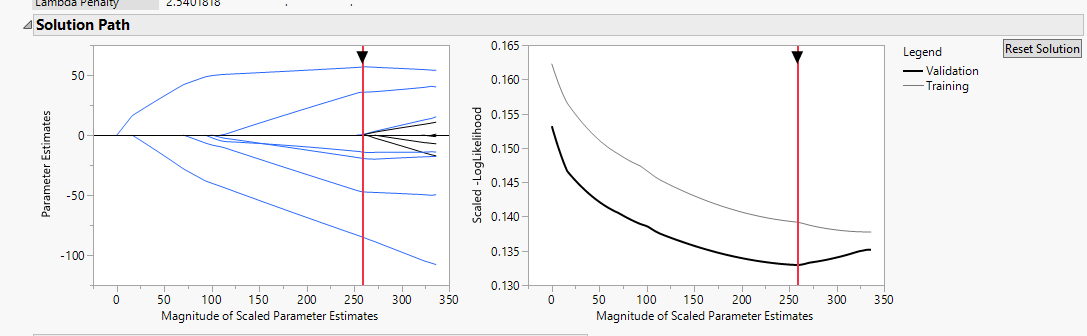 Lambda Penalty 2.5401818 . .
Solution Path
Reset Solution
Legend
Validation
Training
Parameter Estimates
50
0
-50
-100
0 50 100 150 200 250 300 350
Magnitude of Scaled Parameter Estimates
Scaled -LogLikelihood
0.165
0.160
0.155
0.150
0.145
0.140
0.135
0.130
0 50 100 150 200 250 300 350
Magnitude of Scaled Parameter Estimates